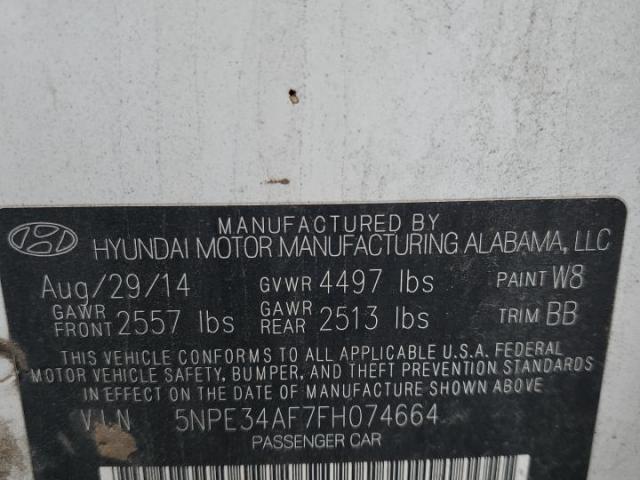 MANUFACTURED BY
HYUNDAI MOTOR MANUFACTURING ALABAMA, LLC
Aug/29/14 GVWR 4497 lbs PAINT W8
GAWR FRONT 2557 lbs GAWR REAR 2513 lbs TRIM BB
THIS VEHICLE CONFORMS TO ALL APPLICABLE U.S.A. FEDERAL
MOTOR VEHICLE SAFETY, BUMPER, AND THEFT PREVENTION STANDARDS
IN EFFECT ON THE DATE OF MANUFACTURE SHOWN ABOVE.
V.I.N 5NPE34AF7FH074664
PASSENGER CAR